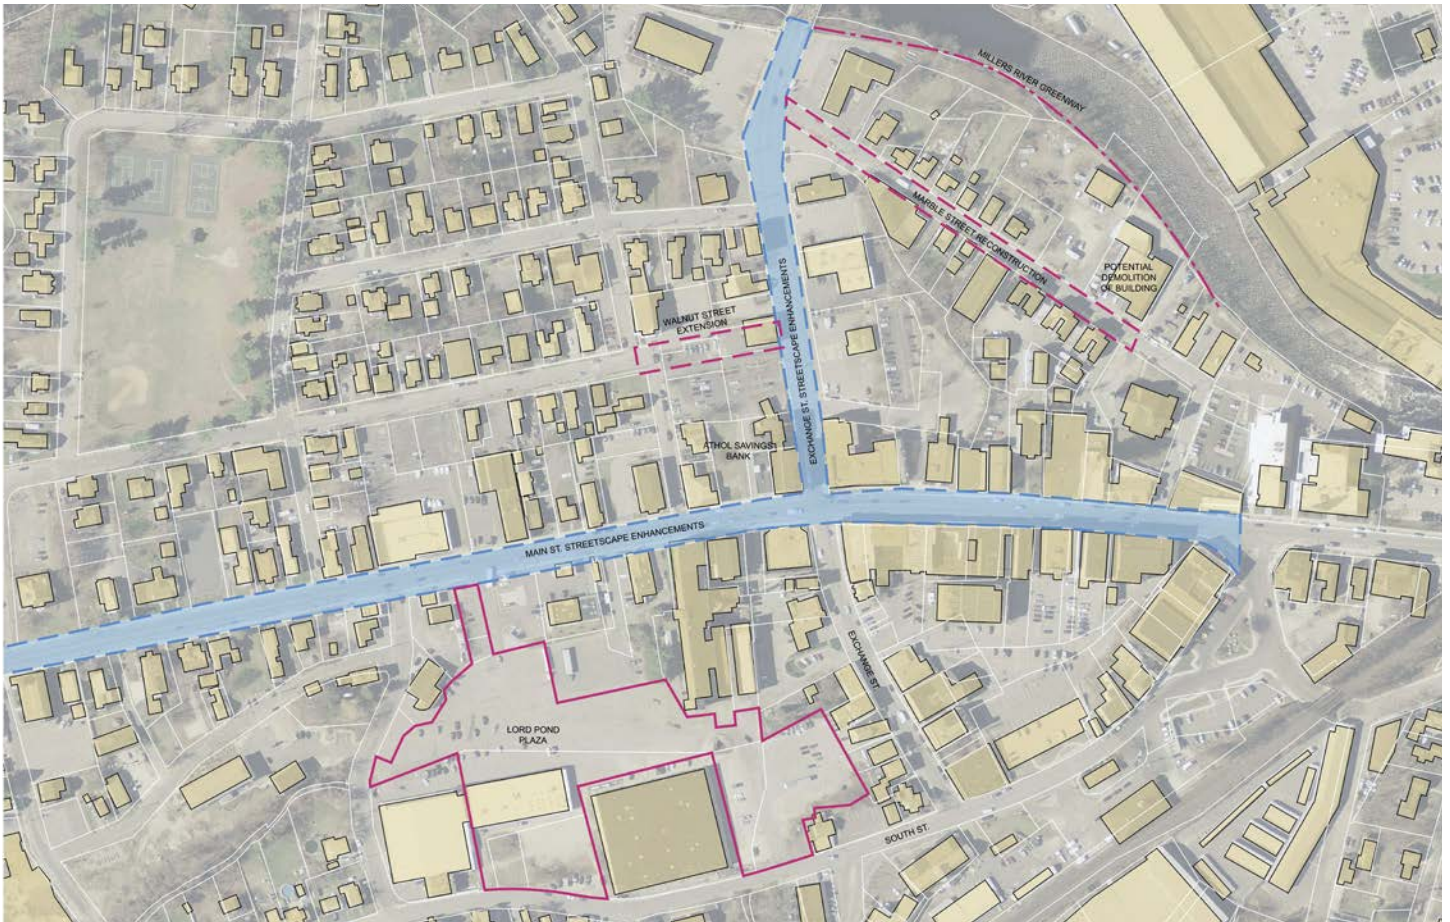 MILLERS RIVER GREENWAY
MARBLE STREET RECONSTRUCTION
POTENTIAL
DEMOLITION
OF BUILDING
WALNUT STREET
EXTENSION
EXCHANGE ST. STREETSCAPE ENHANCEMENTS
ATHOL SAVINGS
BANK
MAIN ST. STREETSCAPE ENHANCEMENTS
EXCHANGE ST.
LORD POND
PLAZA
SOUTH ST.